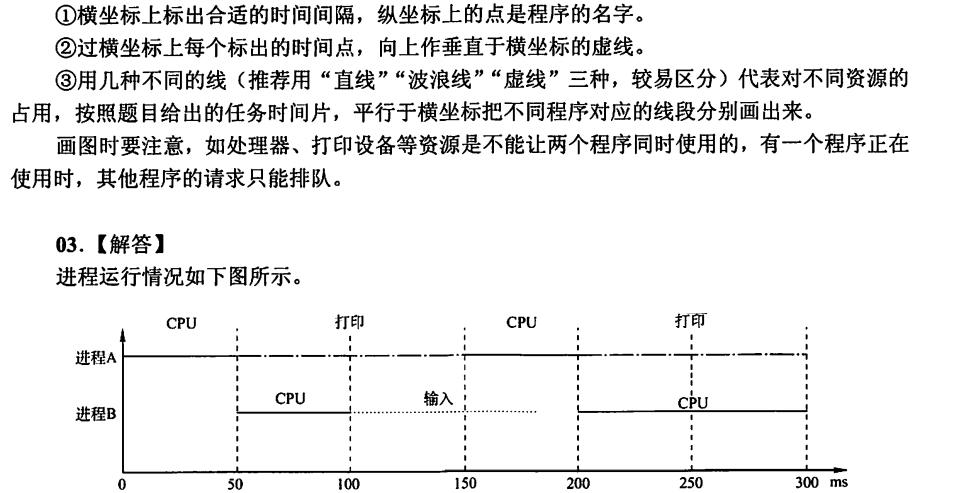 ①横坐标上标出合适的时间间隔，纵坐标上的点是程序的名字。
②过横坐标上每个标出的时间点，向上作垂直于横坐标的虚线。
③用几种不同的线（推荐用“直线”“波浪线”“虚线”三种，较易区分）代表对不同资源的
占用，按照题目给出的任务时间片，平行于横坐标把不同程序对应的线段分别画出来。
画图时要注意，如处理器、打印设备等资源是不能让两个程序同时使用的，有一个程序正在
使用时，其他程序的请求只能排队。
03.【解答】
进程运行情况如下图所示。
CPU 打印 CPU 打印
进程A
CPU 输入 CPU
进程B
0 50 100 150 200 250 300 ms